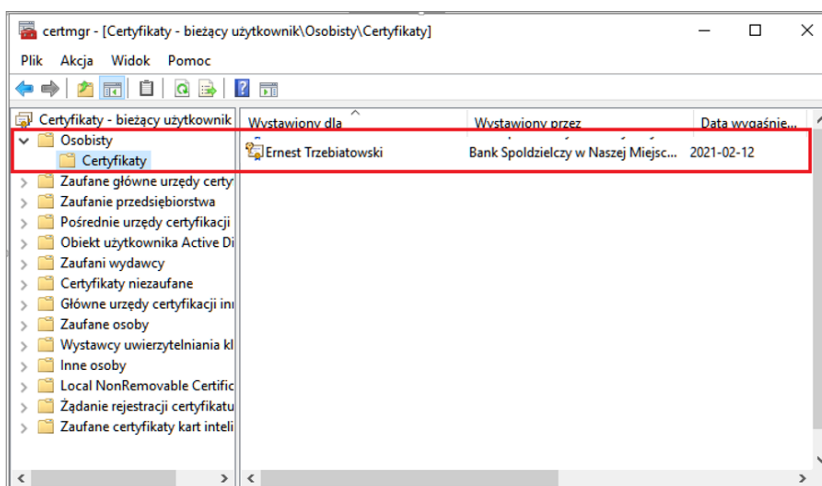 certmgr - [Certyfikaty - bieżący użytkownik\Osobisty\Certyfikaty]
Plik Akcja Widok Pomoc
Certyfikaty - bieżący użytkownik
Wystawiony dla Wystawiony przez Data wygaśnie...
Osobisty
Certyfikaty
Ernest Trzebiatowski Bank Spoldzielczy w Naszej Miejsc... 2021-02-12
Zaufane główne urzędy certy
Zaufanie przedsiębiorstwa
Pośrednie urzędy certyfikacji
Obiekt użytkownika Active Di
Zaufani wydawcy
Certyfikaty niezaufane
Główne urzędy certyfikacji inn
Zaufane osoby
Wystawcy uwierzytelniania kl
Inne osoby
Local NonRemovable Certific
Żądanie rejestracji certyfikatu
Zaufane certyfikaty kart inteli